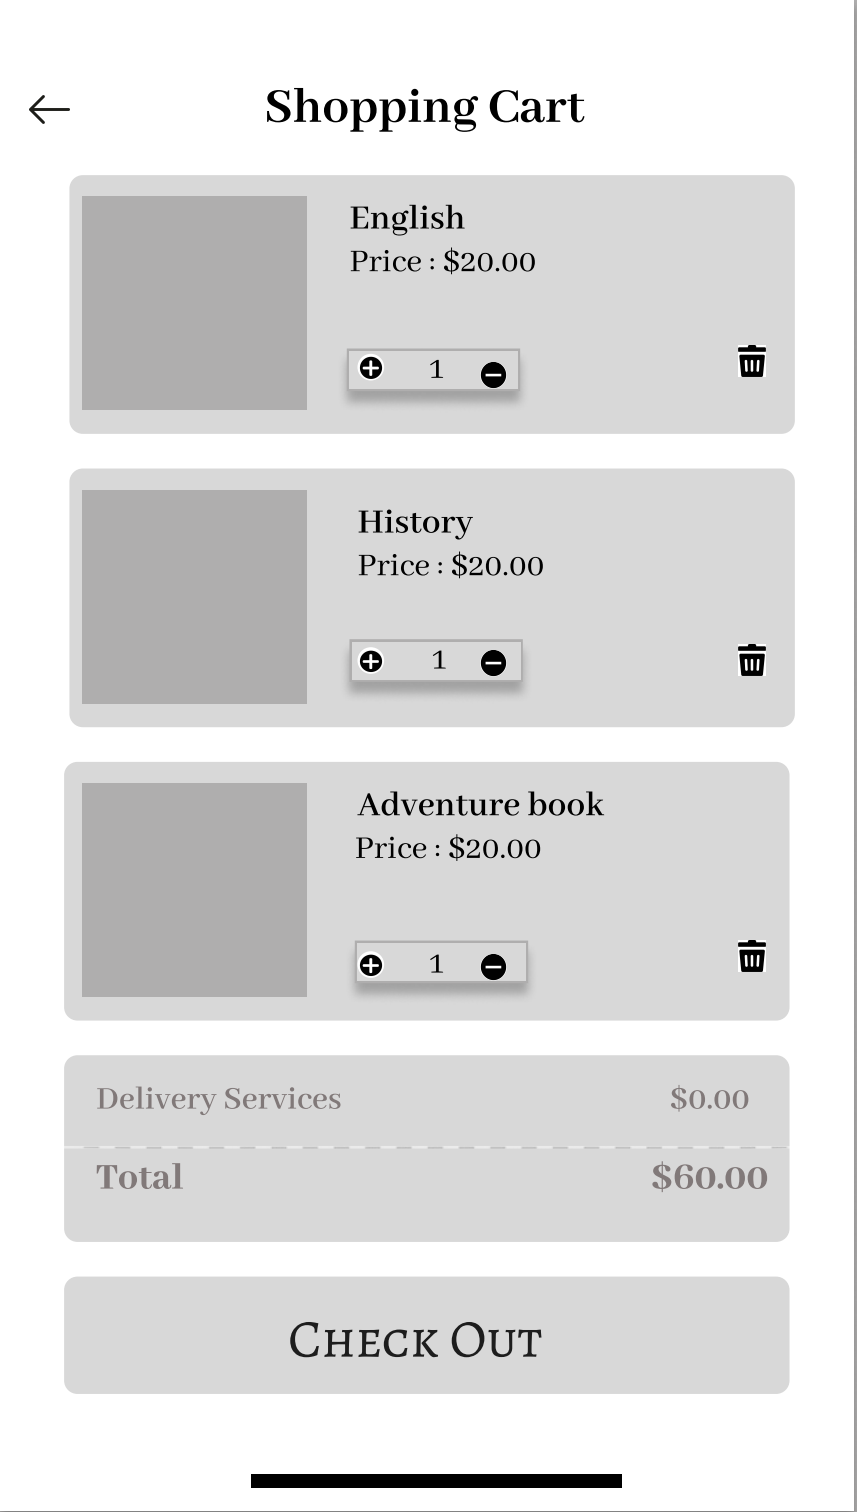 Shopping Cart
English
Price : $20.00
1
History
Price : $20.00
1
Adventure book
Price : $20.00
1
Delivery Services $0.00
Total $60.00
Check Out